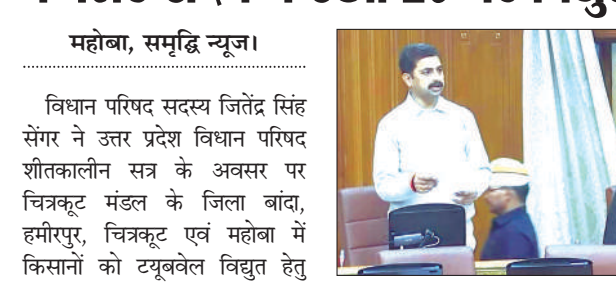 महोबा, समृद्धि न्यूज।
विधान परिषद सदस्य जितेंद्र सिंह
सेंगर ने उत्तर प्रदेश विधान परिषद
शीतकालीन सत्र के अवसर पर
चित्रकूट मंडल के जिला बांदा,
हमीरपुर, चित्रकूट एवं महोबा में
किसानों को टयूबवेल विद्युत हेतु